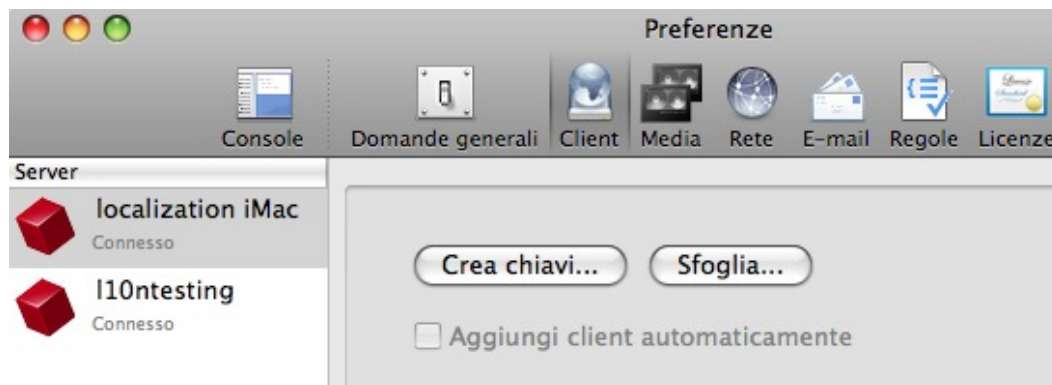 Preferenze
Console Domande generali Client Media Rete E-mail Regole Licenze
Server
localization iMac
Connesso
l10ntesting
Connesso
Crea chiavi... Sfoglia...
Aggiungi client automaticamente